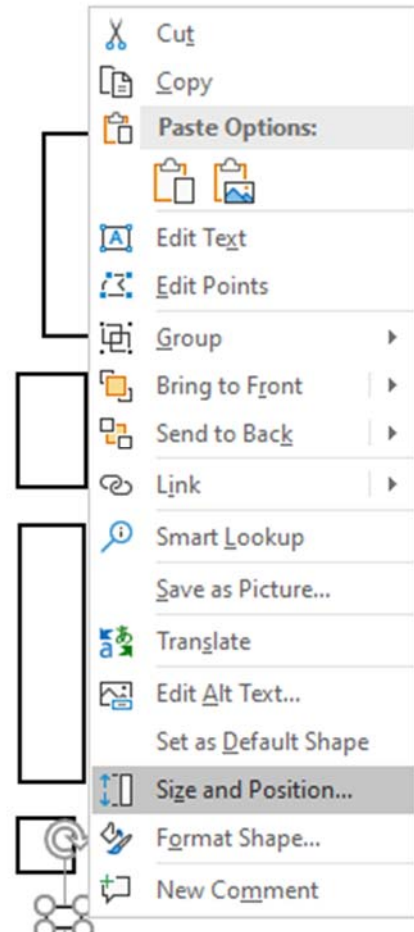 Cut
Copy
Paste Options:
Edit Text
Edit Points
Group
Bring to Front
Send to Back
Link
Smart Lookup
Save as Picture...
Translate
Edit Alt Text...
Set as Default Shape
Size and Position...
Format Shape...
New Comment